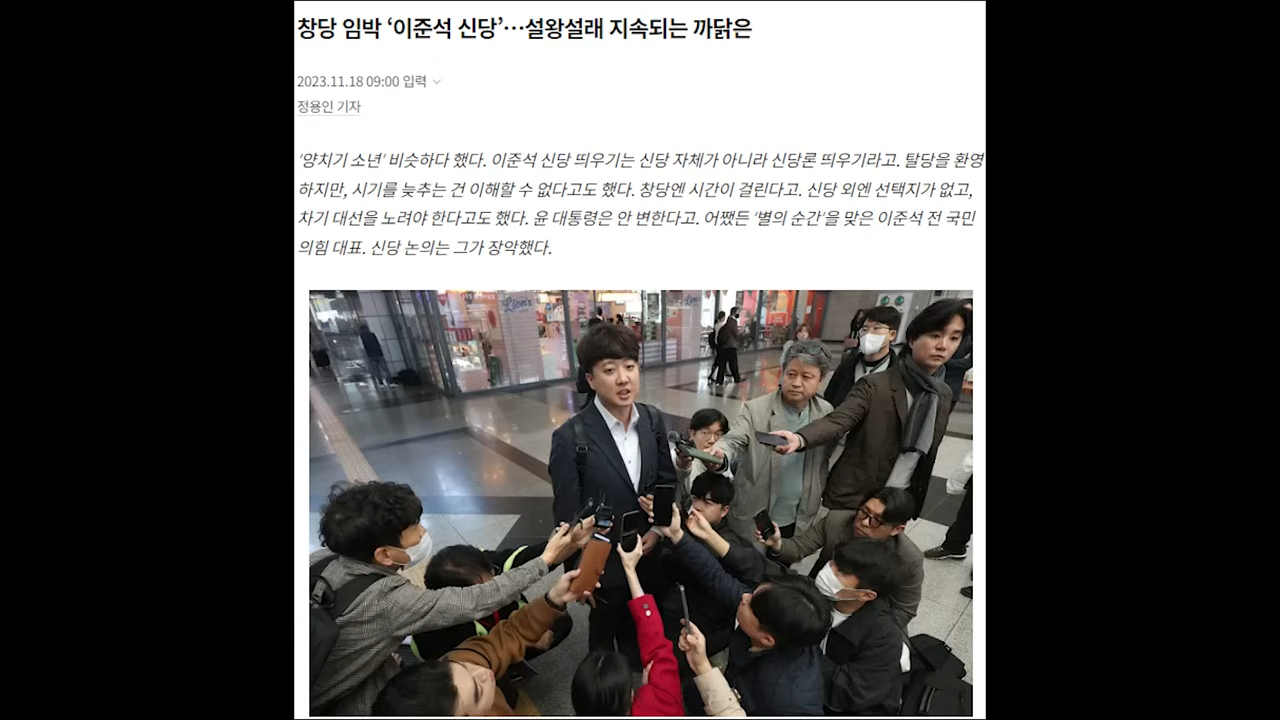 창당 임박 ‘이준석 신당’…설왕설래 지속되는 까닭은
2023.11.18 09:00 입력
정용인 기자
‘양치기 소년’ 비슷하다 했다. 이준석 신당 띄우기는 신당 자체가 아니라 신당론 띄우기라고. 탈당을 환영
하지만, 시기를 늦추는 건 이해할 수 없다고도 했다. 창당엔 시간이 걸린다고. 신당 외엔 선택지가 없고,
차기 대선을 노려야 한다고도 했다. 윤 대통령은 안 변한다고. 어쨌든 ‘별의 순간’을 맞은 이준석 전 국민
의힘 대표. 신당 논의는 그가 장악했다.